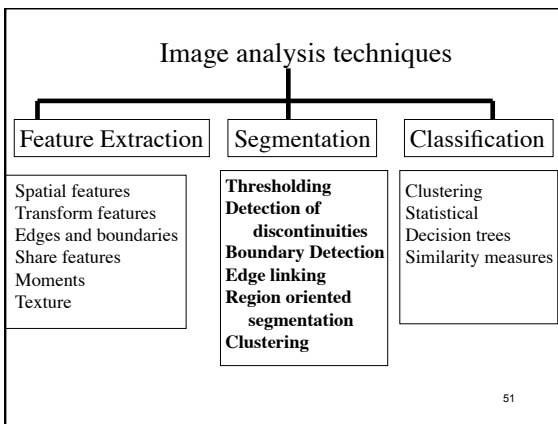 Image analysis techniques
Feature Extraction
Segmentation
Classification
Spatial features
Transform features
Edges and boundaries
Share features
Moments
Texture
Thresholding
Detection of
discontinuities
Boundary Detection
Edge linking
Region oriented
segmentation
Clustering
Clustering
Statistical
Decision trees
Similarity measures
51